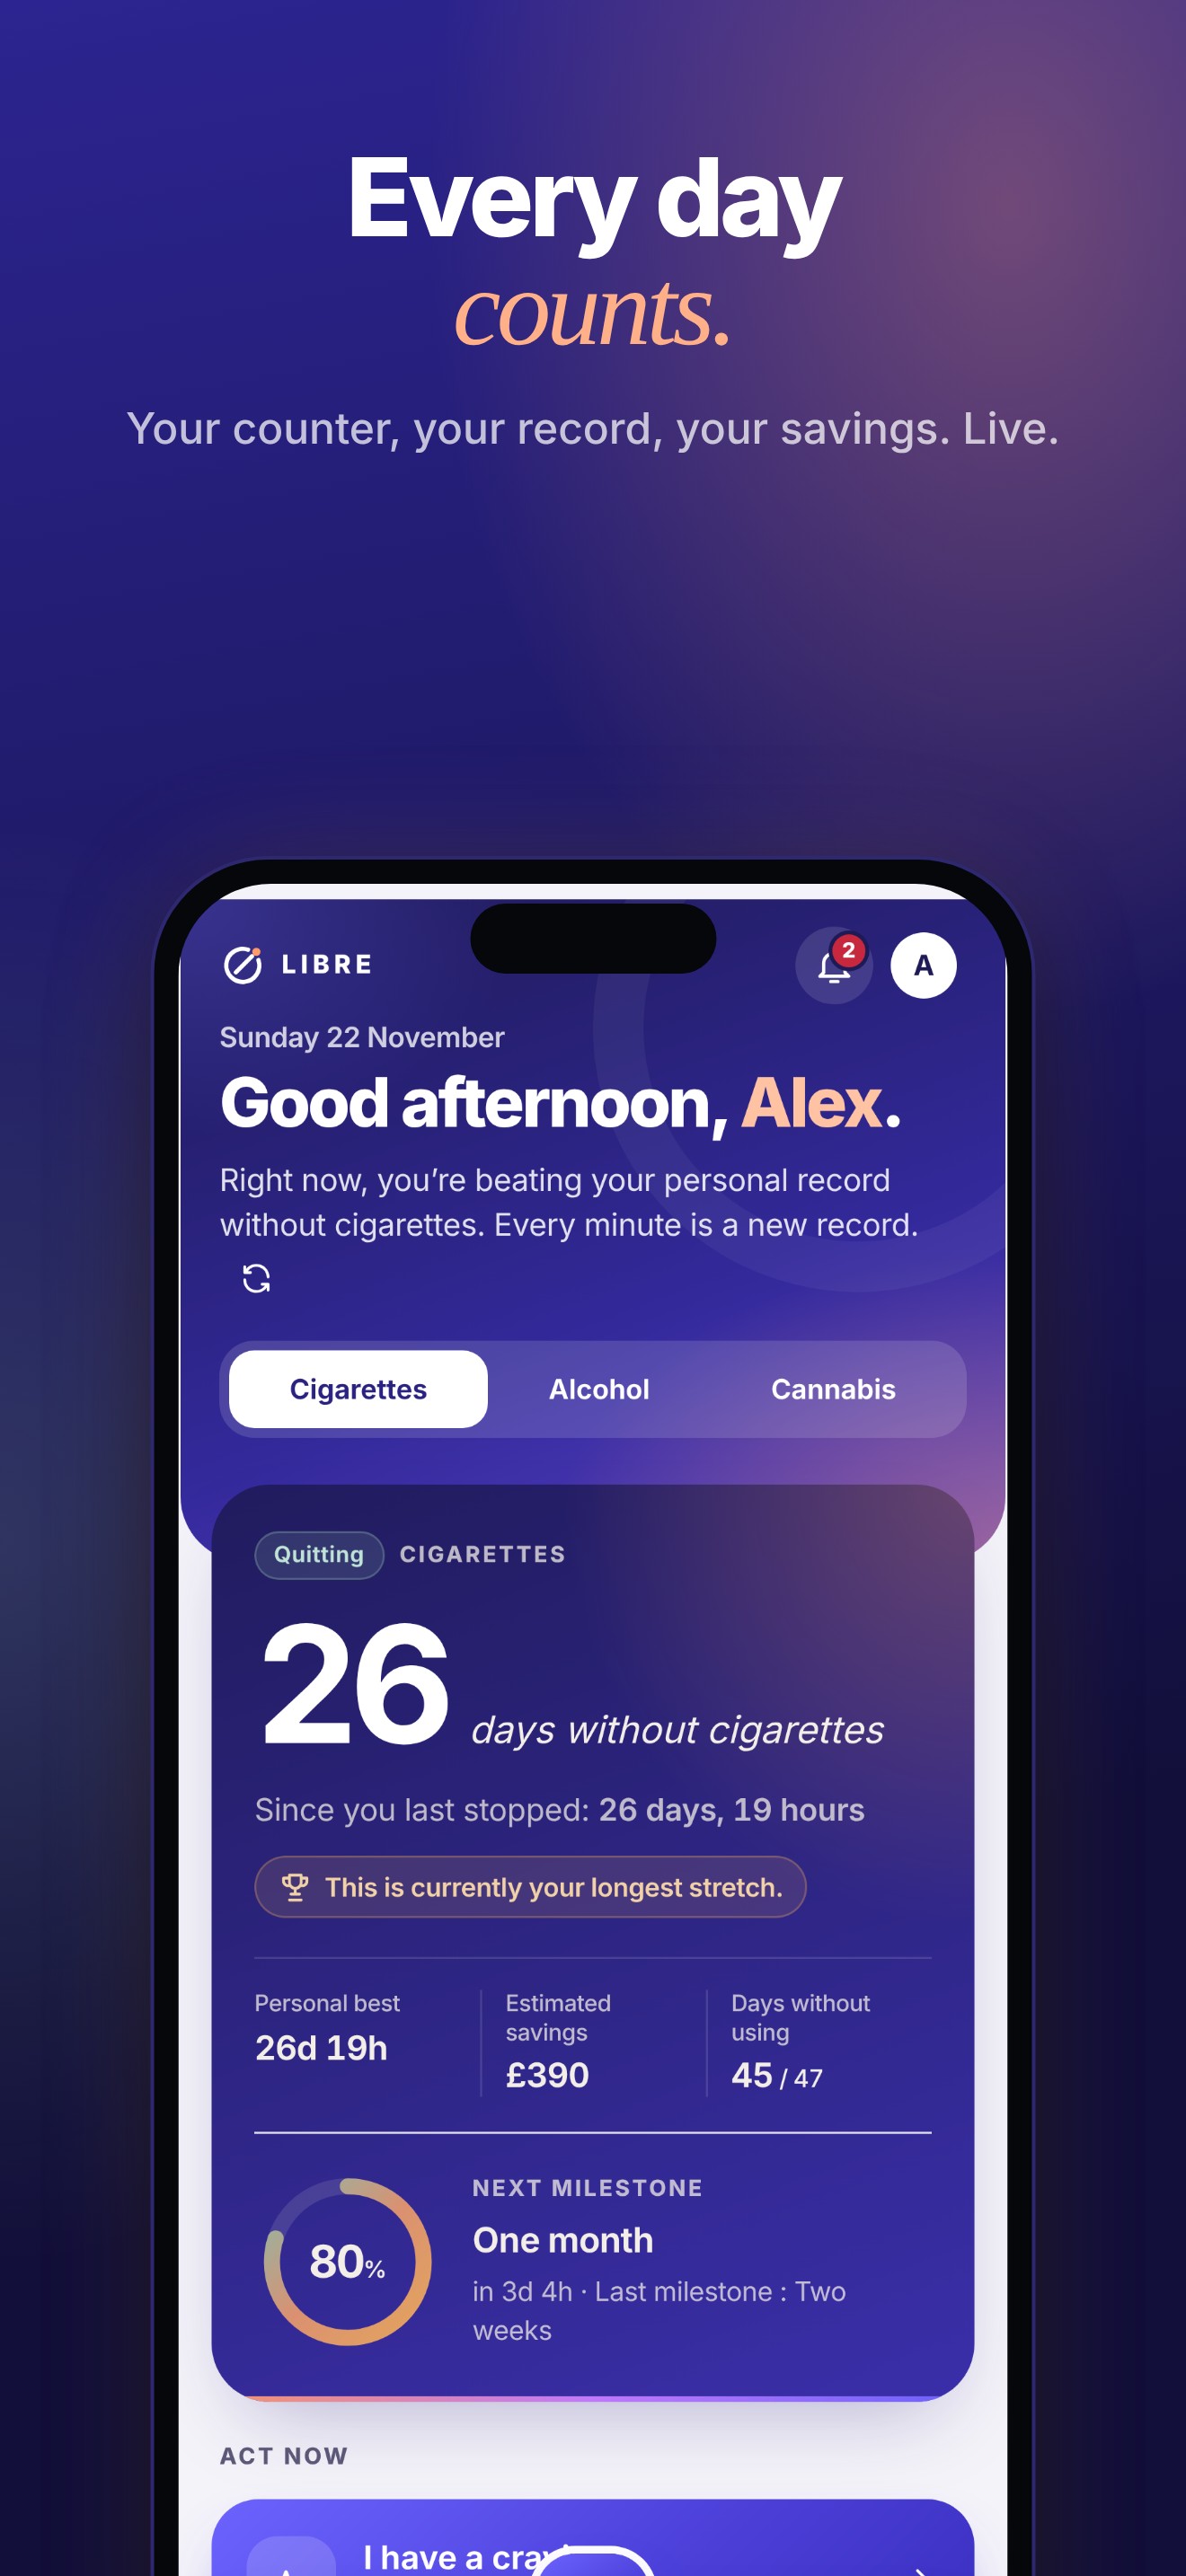 Every day
counts.
Your counter, your record, your savings. Live.
LIBRE
2
A
Sunday 22 November
Good afternoon, Alex.
Right now, you’re beating your personal record
without cigarettes. Every minute is a new record.
Cigarettes
Alcohol
Cannabis
Quitting
CIGARETTES
26 days without cigarettes
Since you last stopped: 26 days, 19 hours
This is currently your longest stretch.
Personal best
26d 19h
Estimated
savings
£390
Days without
using
45 / 47
80%
NEXT MILESTONE
One month
in 3d 4h · Last milestone : Two
weeks
ACT NOW
I have a